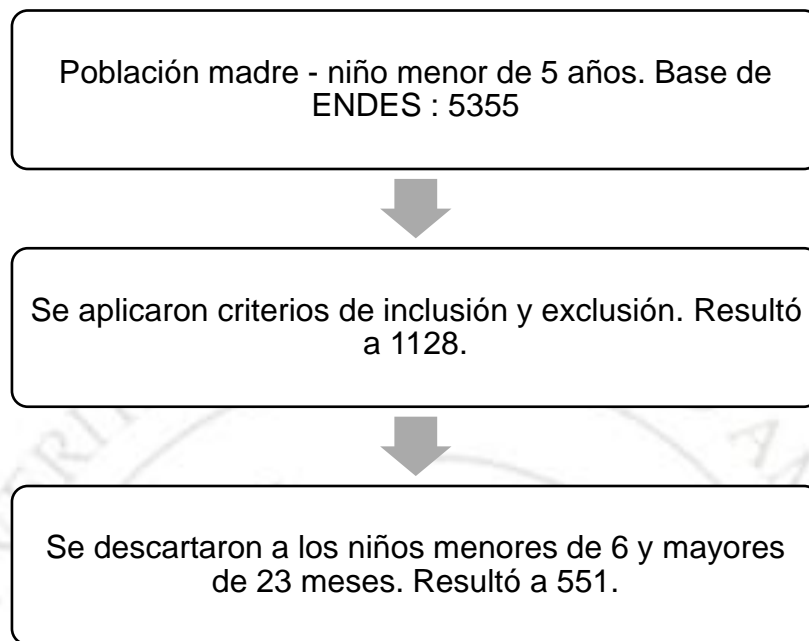 Población madre - niño menor de 5 años. Base de
ENDES : 5355
Se aplicaron criterios de inclusión y exclusión. Resultó
a 1128.
Se descartaron a los niños menores de 6 y mayores
de 23 meses. Resultó a 551.